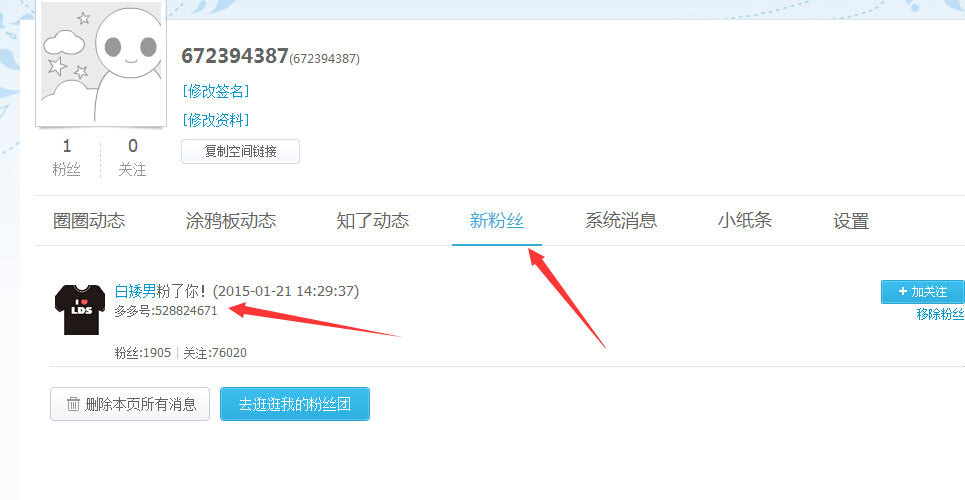 672394387(672394387)
[修改签名]
[修改资料]
1 0
粉丝 关注
复制空间链接
圈圈动态 涂鸦板动态 知了动态 新粉丝 系统消息 小纸条 设置
白矮男粉了你！(2015-01-21 14:29:37)
I ❤
LDS
多多号:528824671
+ 加关注
移除粉丝
粉丝:1905 | 关注:76020
删除本页所有消息 去逛逛我的粉丝团